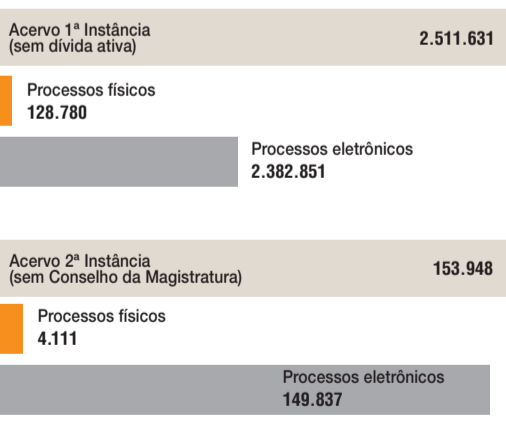 Acervo 1ª Instância
(sem dívida ativa)
2.511.631
Processos físicos
128.780
Processos eletrônicos
2.382.851
Acervo 2ª Instância
(sem Conselho da Magistratura)
153.948
Processos físicos
4.111
Processos eletrônicos
149.837